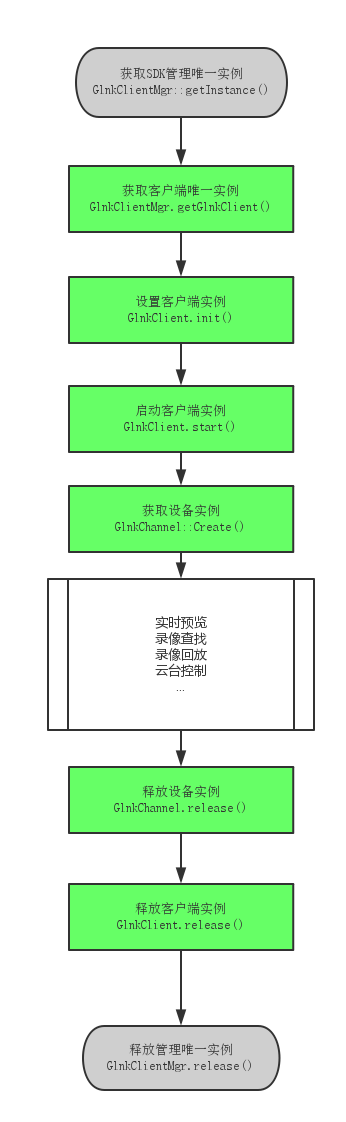 获取SDK管理唯一实例
GlnkClientMgr::getInstance()
获取客户端唯一实例
GlnkClientMgr.getGlnkClient()
设置客户端实例
GlnkClient.init()
启动客户端实例
GlnkClient.start()
获取设备实例
GlnkChannel::Create()
实时预览
录像查找
录像回放
云台控制
...
释放设备实例
GlnkChannel.release()
释放客户端实例
GlnkClient.release()
释放管理唯一实例
GlnkClientMgr.release()